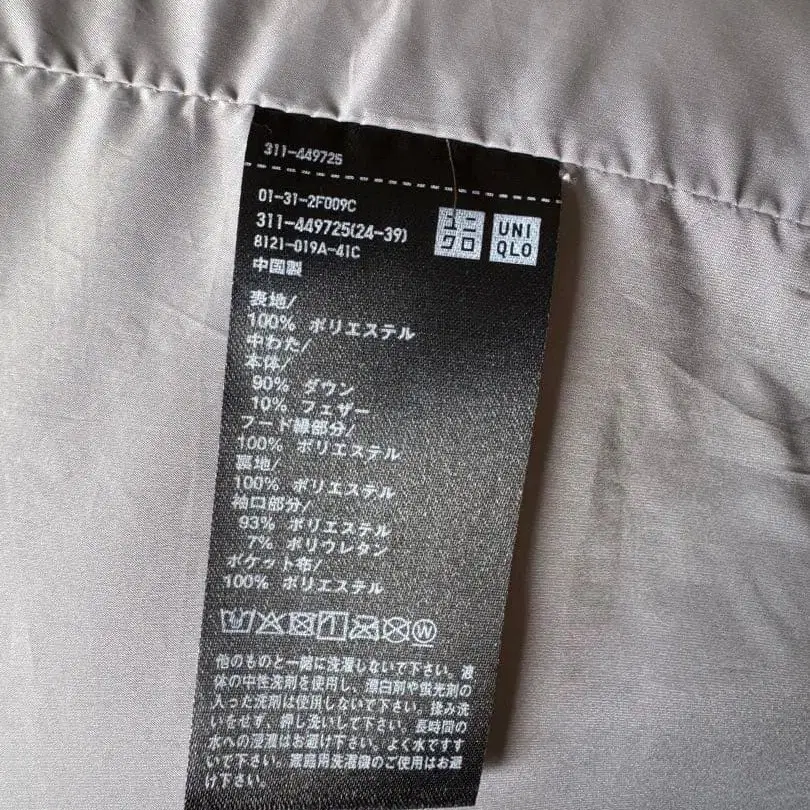 311-449725
01-31-2F009C
311-449725(24-39)
8121-019A-41C
中国製
ユニ
クロ
UNI
QLO
表地/
100% ポリエステル
中わた/
本体/
90% ダウン
10% フェザー
フード縁部分/
100% ポリエステル
裏地/
100% ポリエステル
袖口部分/
93% ポリエステル
7% ポリウレタン
ポケット布/
100% ポリエステル
W
他のものと一緒に洗濯しないで下さい。液
体の中性洗剤を使用し、漂白剤や蛍光剤の
入った洗剤は使用しないで下さい。揉み洗
いをせず、押し洗いして下さい。長時間の
水への浸漬はお避け下さい。よく水ですす
いで下さい。家庭用洗濯機のご使用はお避
け下さい。